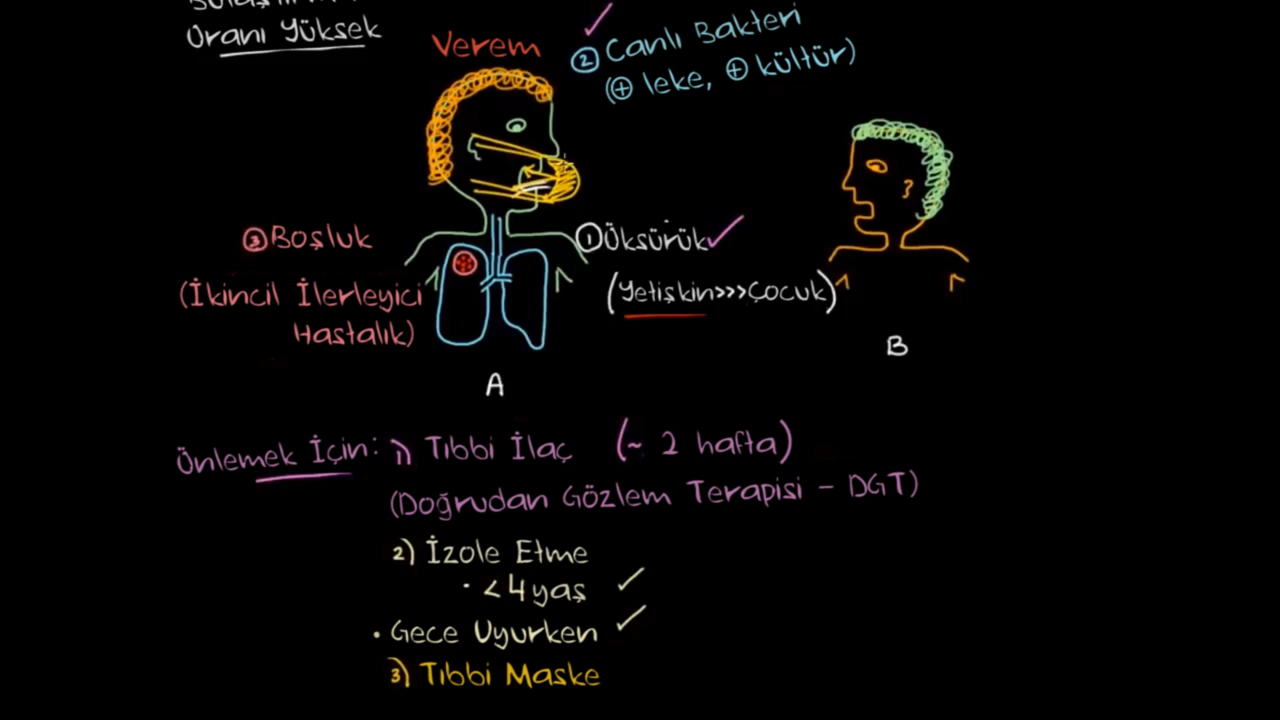 Oranı Yüksek
Verem
② Canlı Bakteri
(⊕ leke, ⊕ kültür)
③ Boşluk
(İkincil İlerleyici
Hastalık)
① Öksürük
(Yetişkin>>>Çocuk)
A
B
Önlemek İçin: 1) Tıbbi İlaç (~ 2 hafta)
(Doğrudan Gözlem Terapisi - DGT)
2) İzole Etme
· <4 yaş
· Gece Uyurken
3) Tıbbi Maske